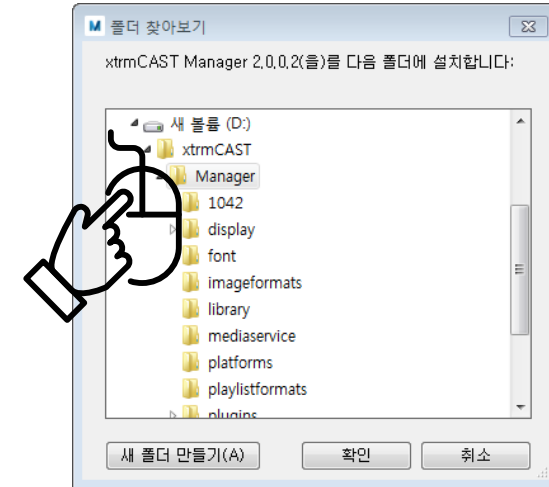 M 폴더 찾아보기
xtrmCAST Manager 2,0,0,2(을)를 다음 폴더에 설치합니다:
새 볼륨 (D:)
xtrmCAST
Manager
1042
display
font
imageformats
library
mediaservice
platforms
playlistformats
plugins
새 폴더 만들기(A) 확인 취소